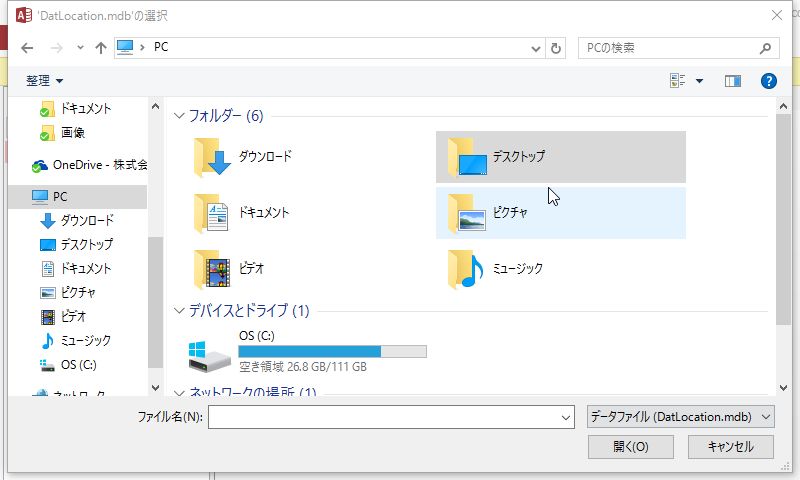 'DatLocation.mdb'の選択
PC
PCの検索
整理
ドキュメント
画像
OneDrive - 株式会
PC
ダウンロード
デスクトップ
ドキュメント
ピクチャ
ビデオ
ミュージック
OS (C:)
ネットワーク
フォルダー (6)
ダウンロード
デスクトップ
ドキュメント
ピクチャ
ビデオ
ミュージック
デバイスとドライブ (1)
OS (C:)
空き領域 26.8 GB/111 GB
ネットワークの場所 (1)
ファイル名(N):
データファイル (DatLocation.mdb)
開く(O)
キャンセル